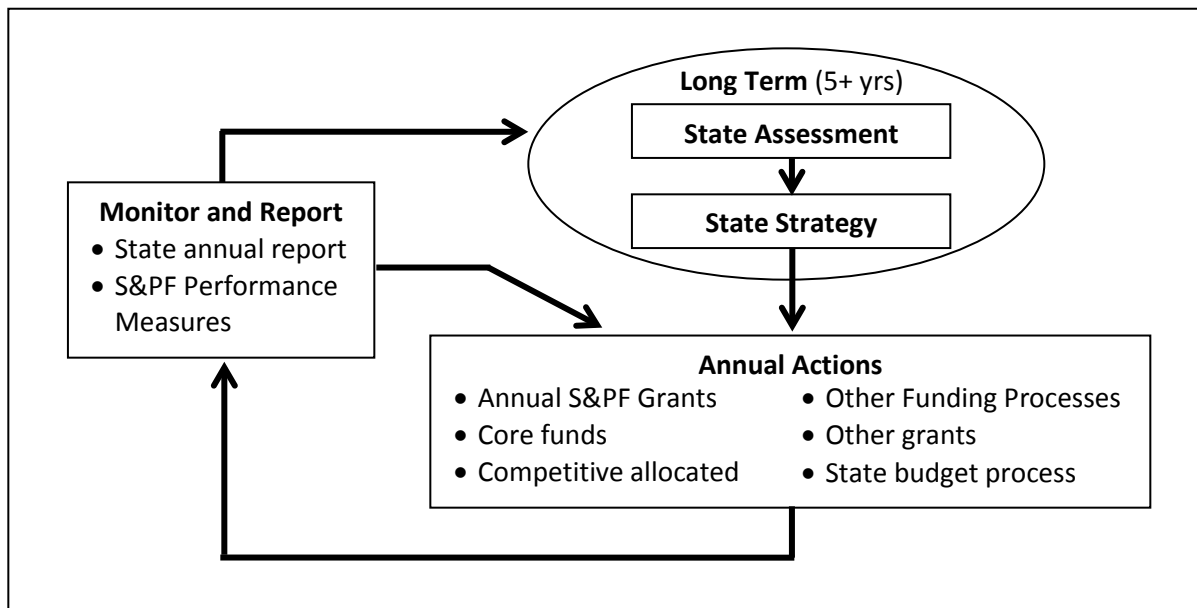 Long Term (5+ yrs)
State Assessment
State Strategy
Monitor and Report
• State annual report
• S&PF Performance
Measures
Annual Actions
• Annual S&PF Grants
• Core funds
• Competitive allocated
• Other Funding Processes
• Other grants
• State budget process